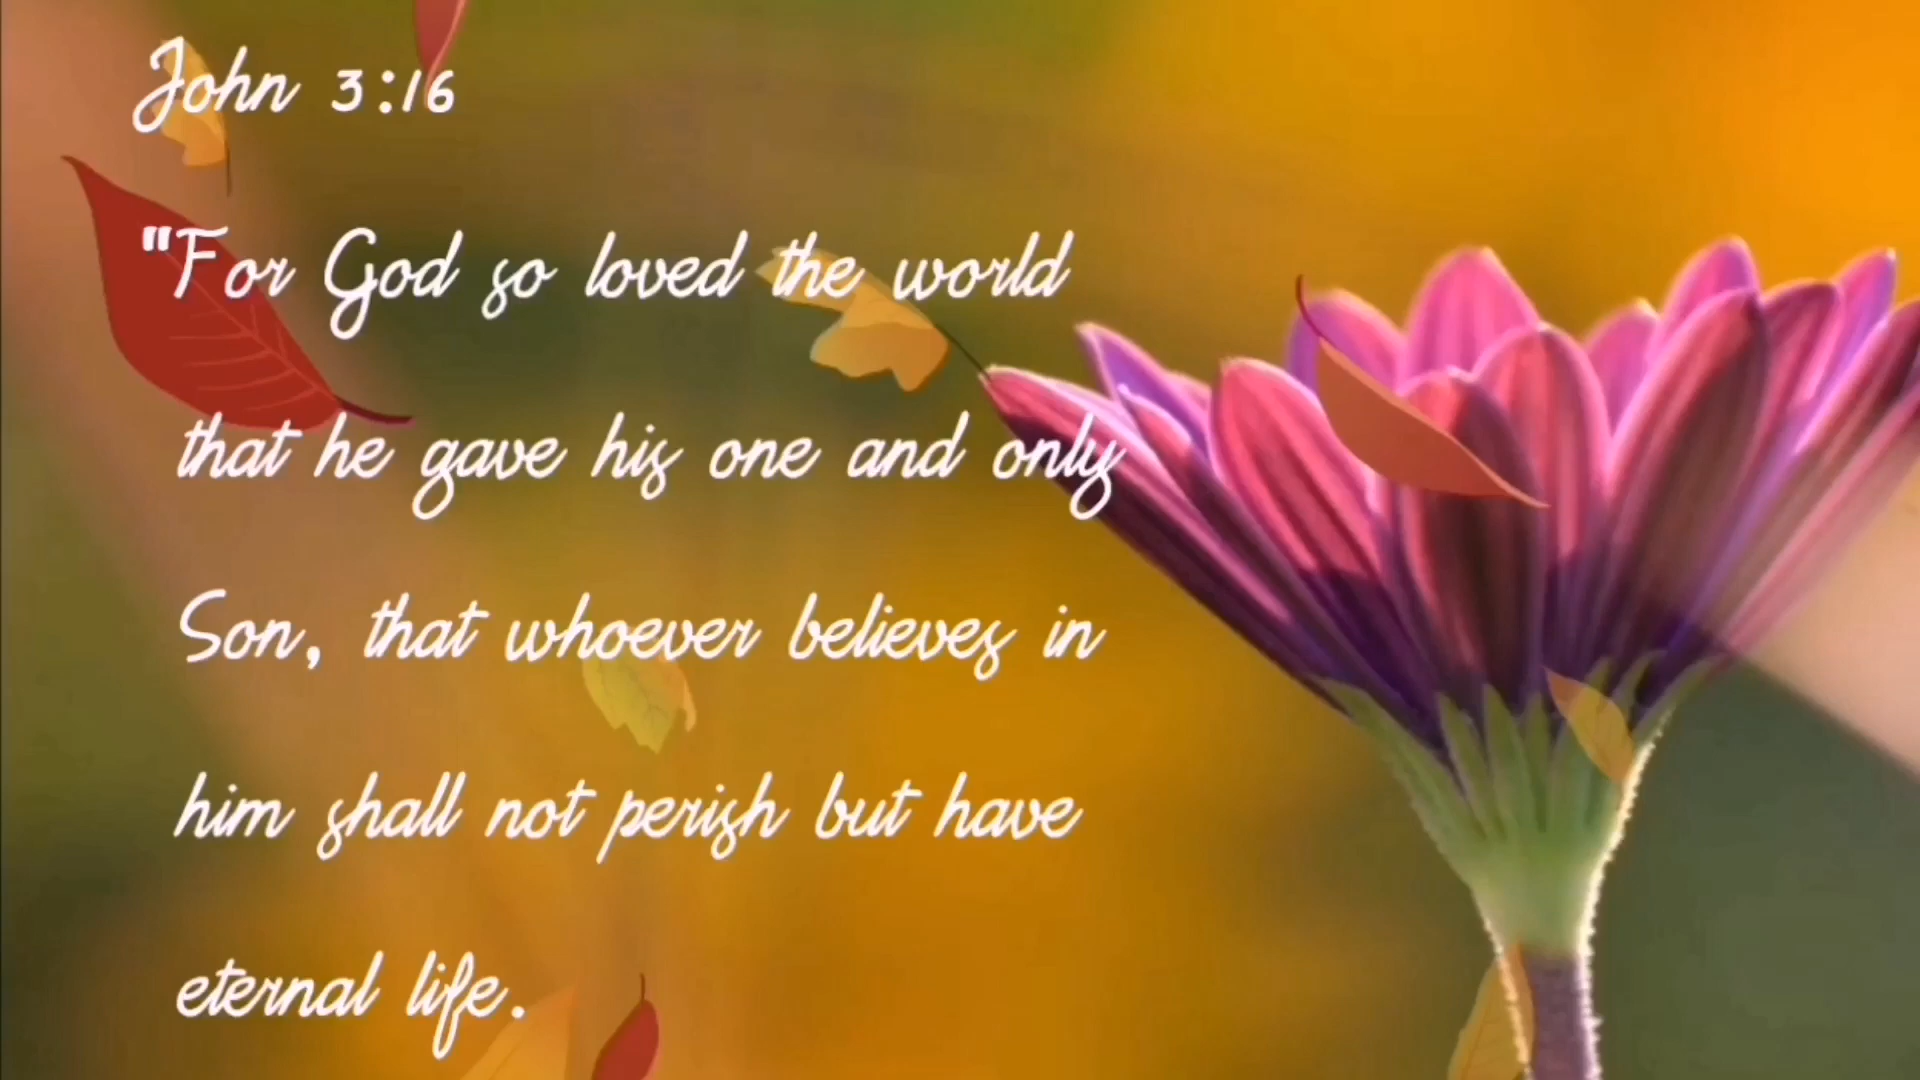 John 3:16
"For God so loved the world
that he gave his one and only
Son, that whoever believes in
him shall not perish but have
eternal life.